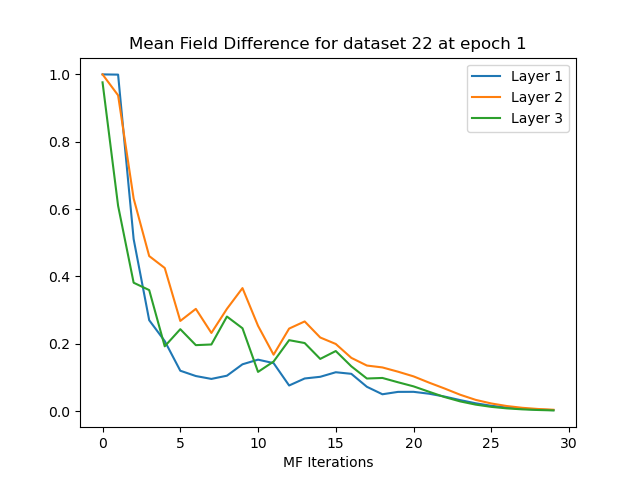 Mean Field Difference for dataset 22 at epoch 1
Layer 1
Layer 2
Layer 3
1.0
0.8
0.6
0.4
0.2
0.0
0 5 10 15 20 25 30
MF Iterations